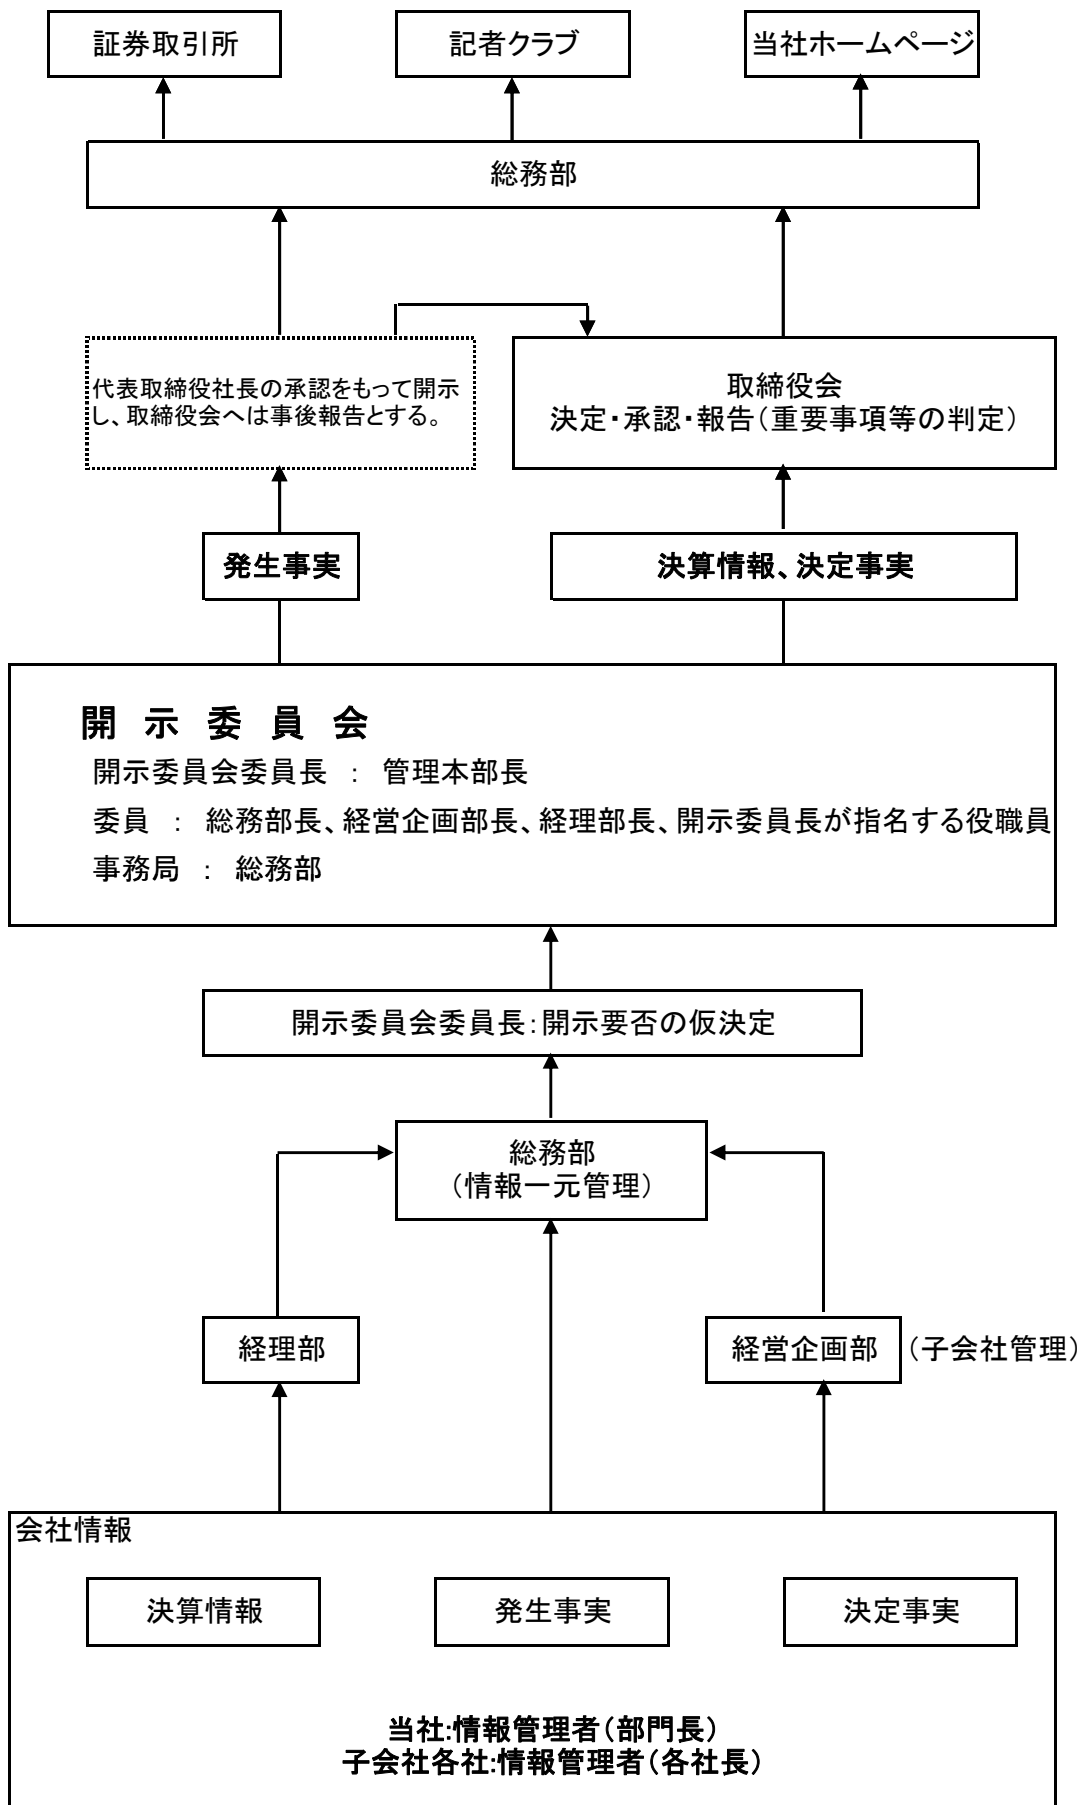 証券取引所
記者クラブ
当社ホームページ
総務部
代表取締役社長の承認をもって開示
し、取締役会へは事後報告とする。
取締役会
決定・承認・報告（重要事項等の判定）
発生事実
決算情報、決定事実
開 示 委 員 会
開示委員会委員長 ： 管理本部長
委員 ： 総務部長、経営企画部長、経理部長、開示委員長が指名する役職員
事務局 ： 総務部
開示委員会委員長：開示要否の仮決定
総務部
（情報一元管理）
経理部
経営企画部
（子会社管理）
会社情報
決算情報
発生事実
決定事実
当社:情報管理者（部門長）
子会社各社:情報管理者（各社長）